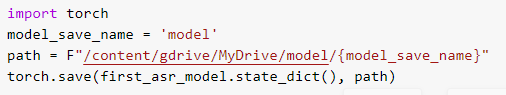 import torch
model_save_name = 'model'
path = F"/content/gdrive/MyDrive/model/{model_save_name}"
torch.save(first_asr_model.state_dict(), path)